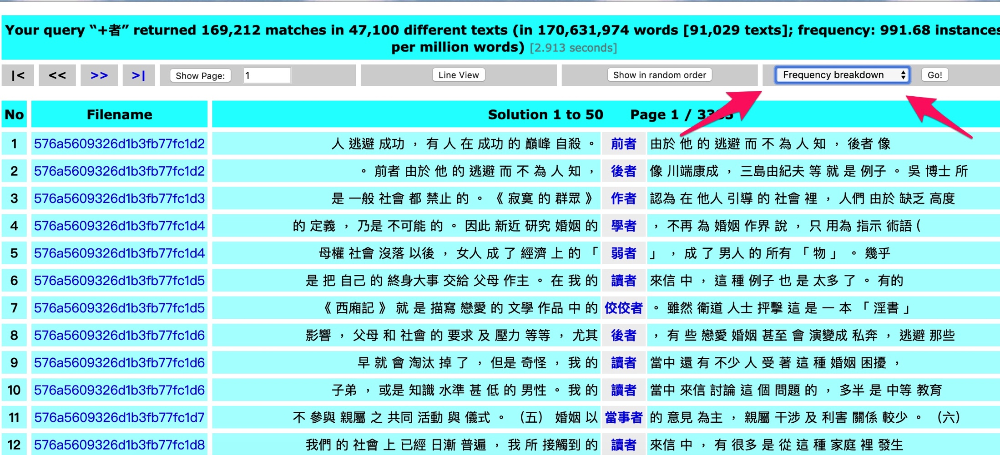 Your query “+者” returned 169,212 matches in 47,100 different texts (in 170,631,974 words [91,029 texts]; frequency: 991.68 instances
per million words) [2.913 seconds]
|< << >> >| Show Page: 1 Line View Show in random order Frequency breakdown Go!
No Filename Solution 1 to 50 Page 1 /
1 576a5609326d1b3fb77fc1d2 人 逃避 成功 ， 有 人 在 成功 的 巔峰 自殺 。 前者 由於 他 的 逃避 而 不 為 人 知 ， 後者 像
2 576a5609326d1b3fb77fc1d2 。 前者 由於 他 的 逃避 而 不 為 人 知 ， 後者 像 川端康成 ， 三島由紀夫 等 就 是 例子 。 吳 博士 所
3 576a5609326d1b3fb77fc1d3 是 一般 社會 都 禁止 的 。 《 寂寞 的 群眾 》 作者 認為 在 他人 引導 的 社會 裡 ， 人們 由於 缺乏 高度
4 576a5609326d1b3fb77fc1d4 的 定義 ， 乃是 不可能 的 。 因此 新近 研究 婚姻 的 學者 ， 不再 為 婚姻 作界 說 ， 只 用為 指示 術語 (
5 576a5609326d1b3fb77fc1d4 母權 社會 沒落 以後 ， 女人 成 了 經濟 上 的 「 弱者 」 ， 成 了 男人 的 所有 「 物 」 。 幾乎
6 576a5609326d1b3fb77fc1d5 是 把 自己 的 終身大事 交給 父母 作主 。 在 我 的 讀者 來信 中 ， 這 種 例子 也 是 太多 了 。 有的
7 576a5609326d1b3fb77fc1d5 《 西廂記 》 就 是 描寫 戀愛 的 文學 作品 中 的 佼佼者 。 雖然 衛道 人士 抨擊 這 是 一 本 「 淫書 」
8 576a5609326d1b3fb77fc1d6 影響 ， 父母 和 社會 的 要求 及 壓力 等等 ， 尤其 後者 ， 有 些 戀愛 婚姻 甚至 會 演變成 私奔 ， 逃避 那些
9 576a5609326d1b3fb77fc1d6 早 就 會 淘汰 掉 了 ， 但是 奇怪 ， 我 的 讀者 當中 還 有 不少 人 受 著 這 種 婚姻 困擾 ，
10 576a5609326d1b3fb77fc1d6 子弟 ， 或是 知識 水準 甚 低 的 男性 。 我 的 讀者 當中 來信 討論 這 個 問題 的 ， 多半 是 中等 教育
11 576a5609326d1b3fb77fc1d7 不 參與 親屬 之 共同 活動 與 儀式 。 （五） 婚姻 以 當事者 的 意見 為主 ， 親屬 干涉 及 利害 關係 較少 。 （六）
12 576a5609326d1b3fb77fc1d8 我們 的 社會 上 已經 日漸 普遍 ， 我 所 接觸到 的 讀者 來信 中 ， 有 很多 是 從 這 種 家庭 裡 發生